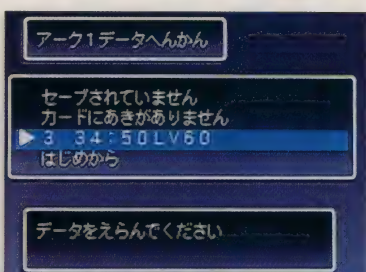 アーク1データへんかん
セーブされていません
カードにあきがありません
▶3 34:50LV60
はじめから
データをえらんでください